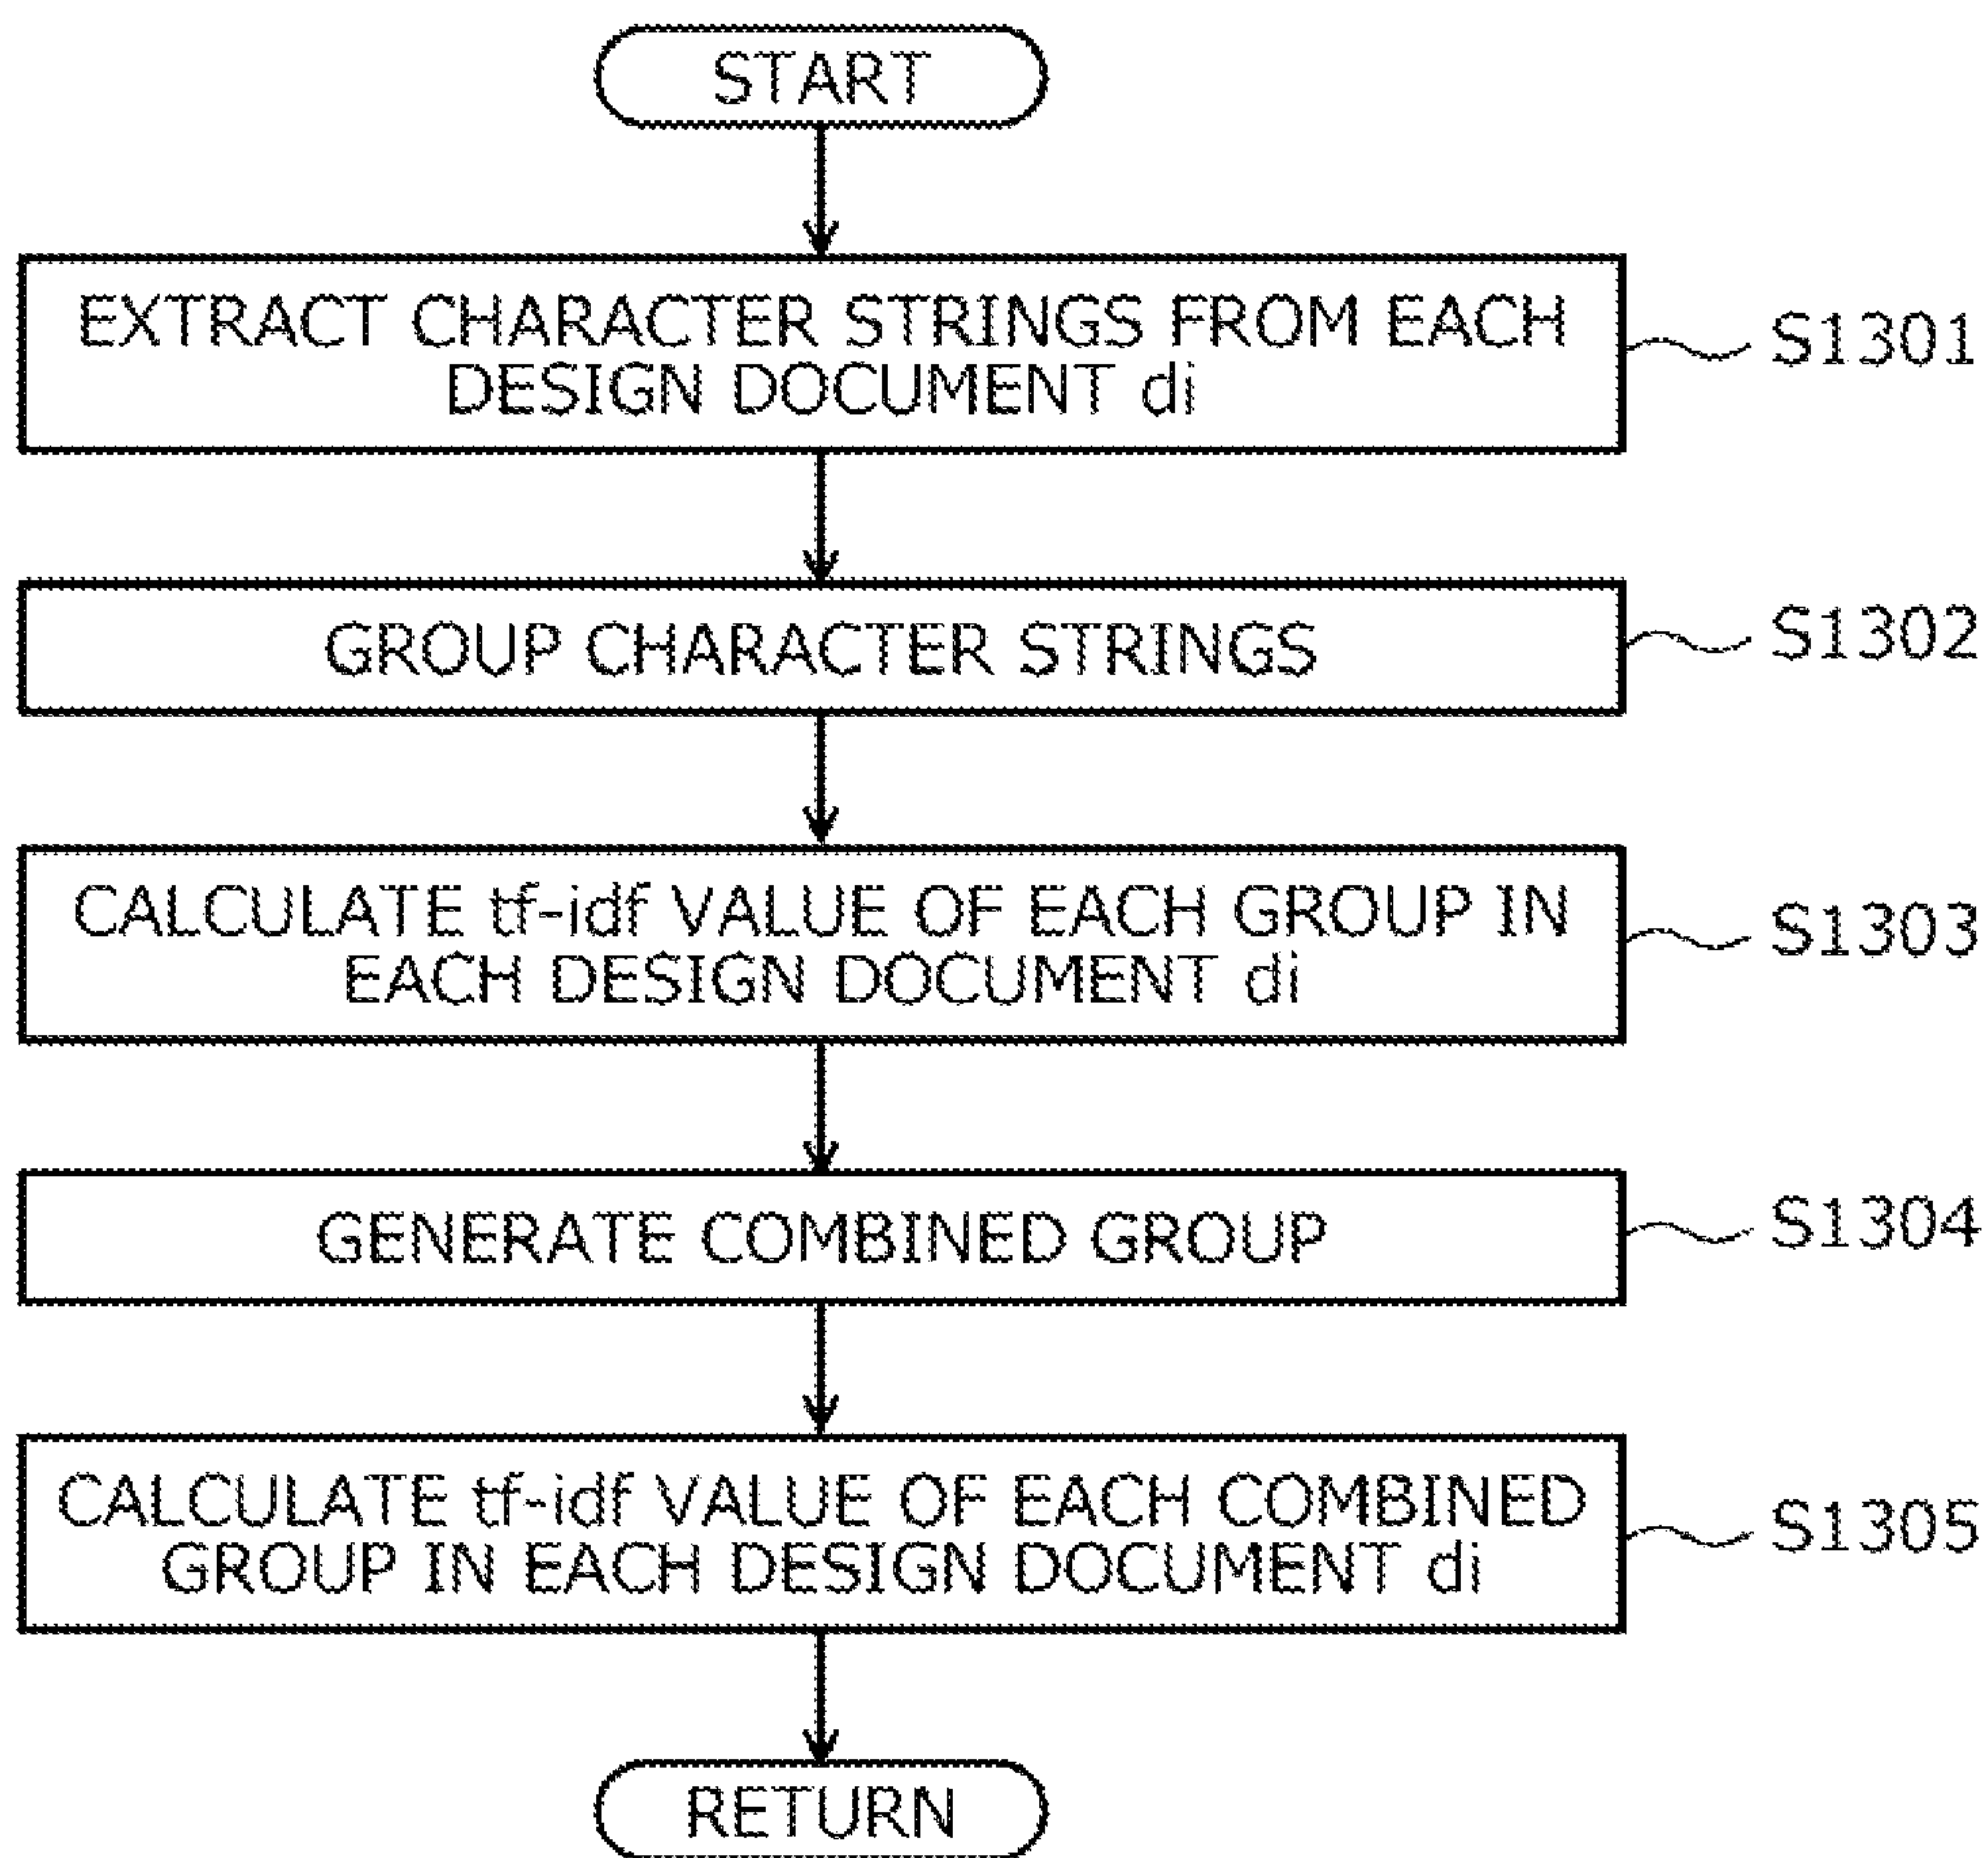 START
EXTRACT CHARACTER STRINGS FROM EACH
DESIGN DOCUMENT di
S1301
GROUP CHARACTER STRINGS
S1302
CALCULATE tf-idf VALUE OF EACH GROUP IN
EACH DESIGN DOCUMENT di
S1303
GENERATE COMBINED GROUP
S1304
CALCULATE tf-idf VALUE OF EACH COMBINED
GROUP IN EACH DESIGN DOCUMENT di
S1305
RETURN